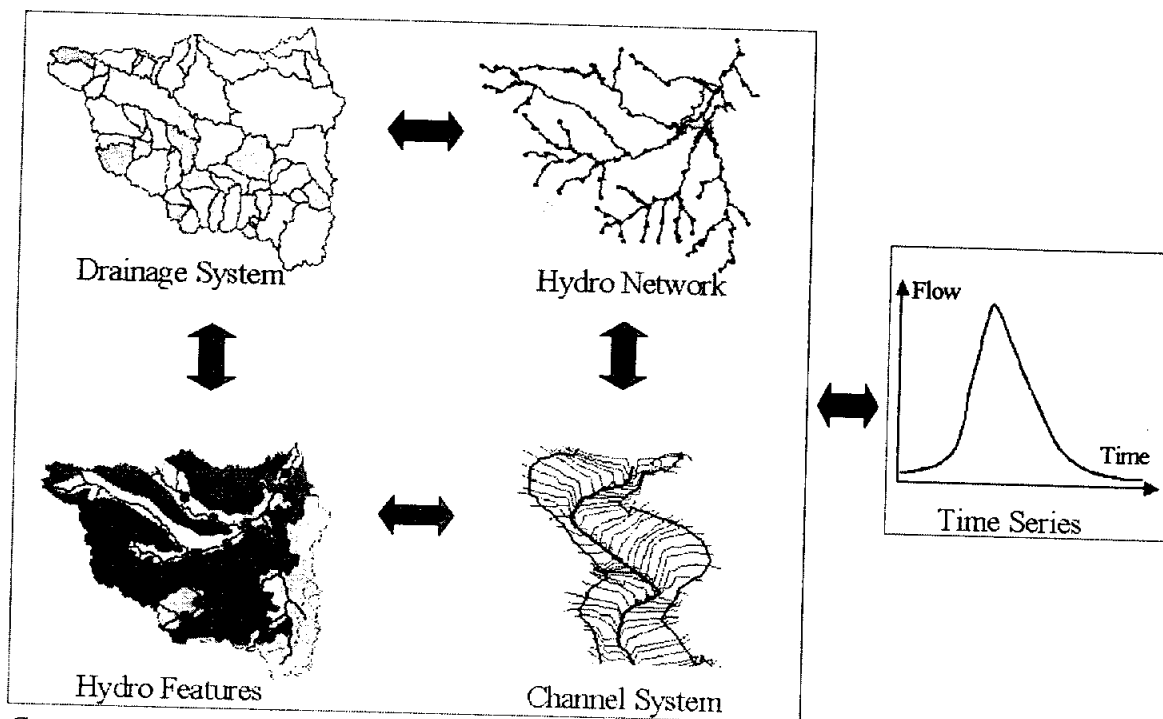 Drainage System
Hydro Network
Flow
Time
Time Series
Hydro Features
Channel System